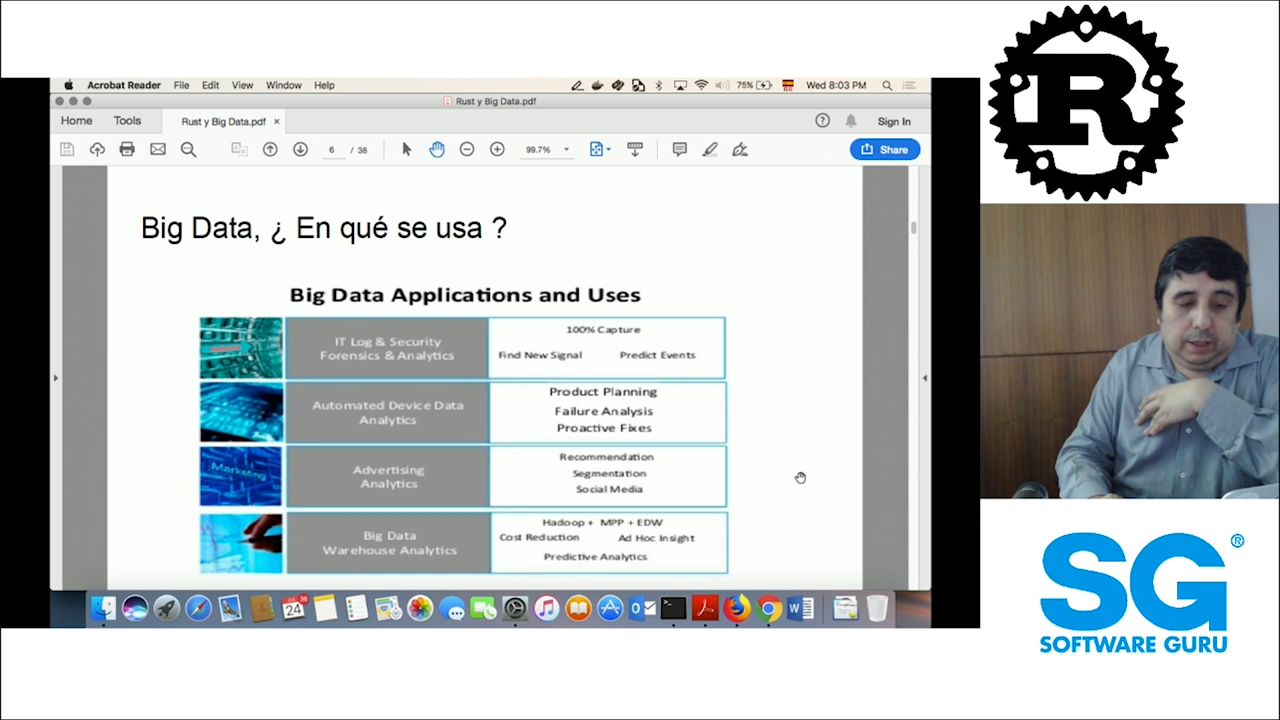 Acrobat Reader File Edit View Window Help 75% Wed 8:03 PM
Rust y Big Data.pdf
Home Tools Rust y Big Data.pdf × Sign In
6 / 38 99.7% Share
Big Data, ¿ En qué se usa ?
Big Data Applications and Uses
IT Log & Security
Forensics & Analytics
100% Capture
Find New Signal Predict Events
Automated Device Data
Analytics
Product Planning
Failure Analysis
Proactive Fixes
Marketing
Advertising
Analytics
Recommendation
Segmentation
Social Media
Big Data
Warehouse Analytics
Hadoop + MPP + EDW
Cost Reduction Ad Hoc Insight
Predictive Analytics
24
R
SG®
SOFTWARE GURU